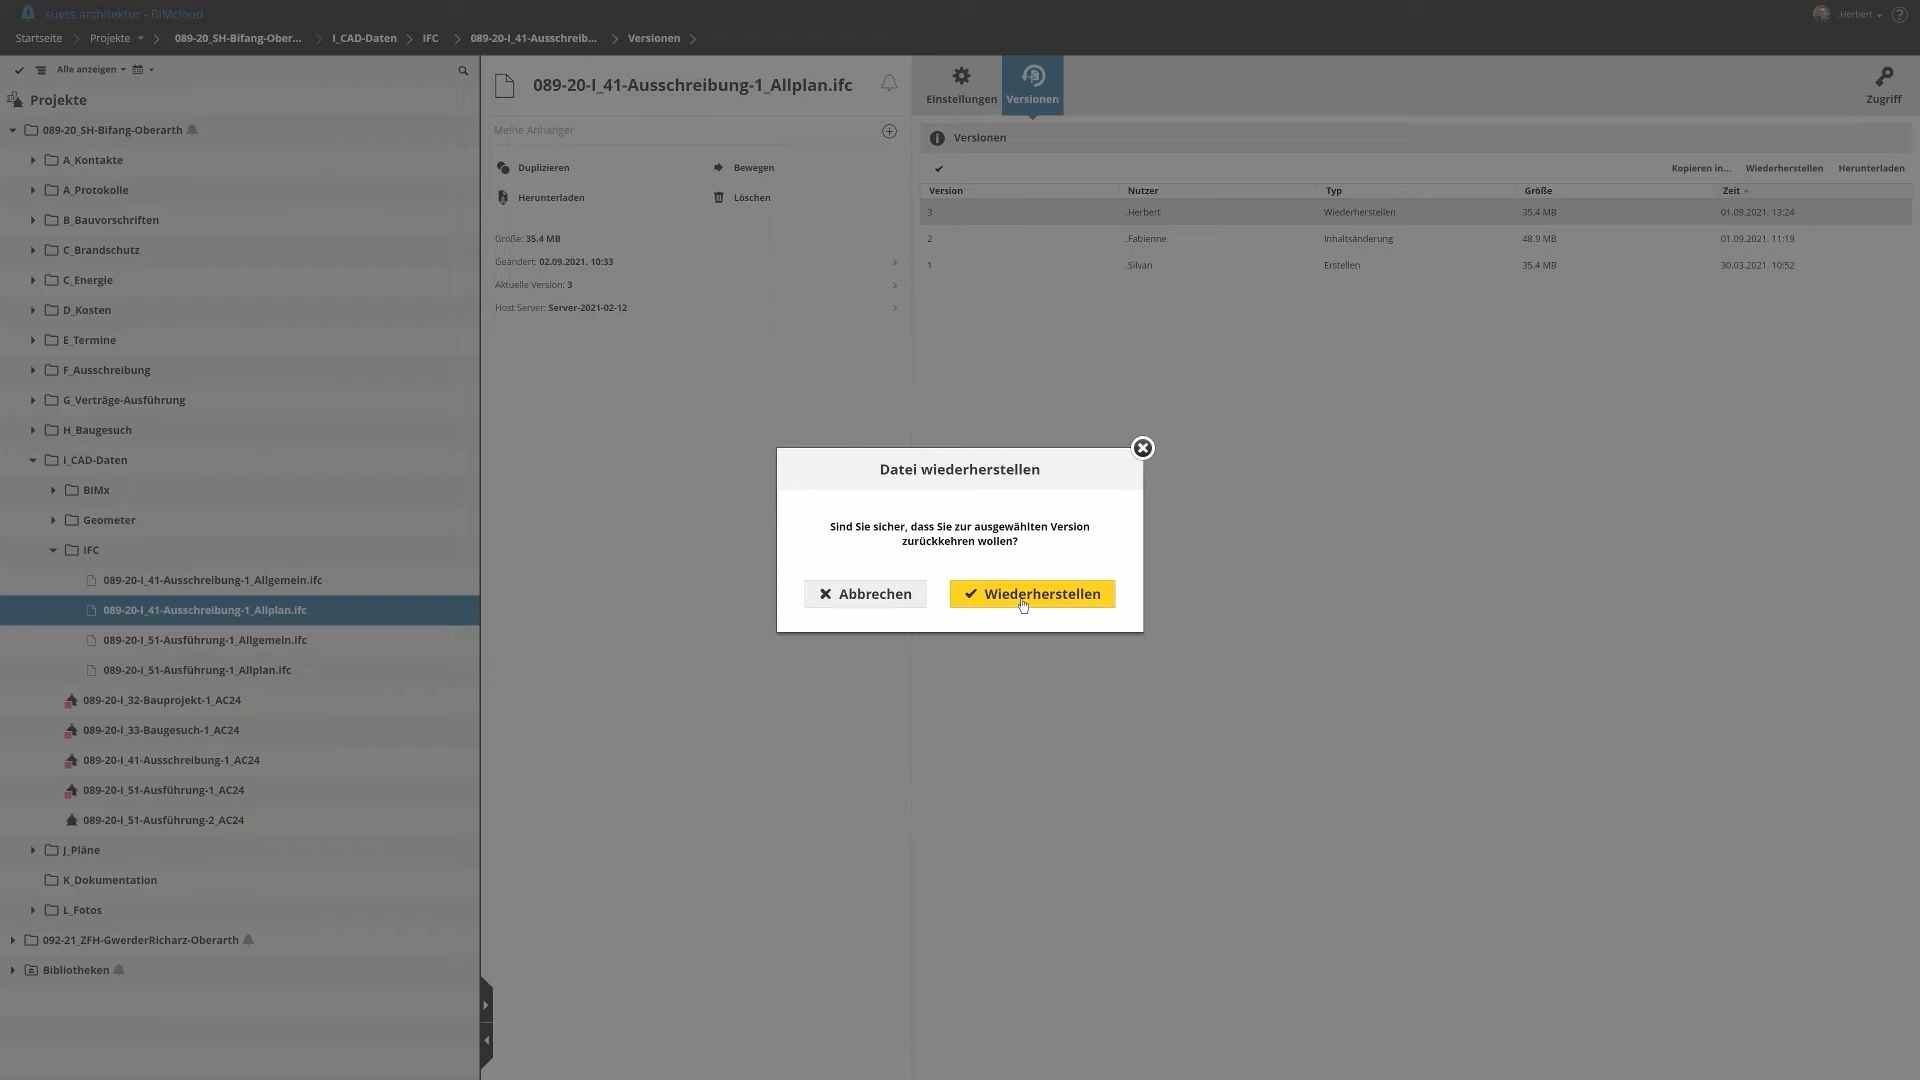 süess architektur - BIMcloud
.Herbert
Startseite
Projekte
089-20_SH-Bifang-Ober...
I_CAD-Daten
IFC
089-20-I_41-Ausschreib...
Versionen
Alle anzeigen
Projekte
089-20_SH-Bifang-Oberarth
A_Kontakte
A_Protokolle
B_Bauvorschriften
C_Brandschutz
C_Energie
D_Kosten
E_Termine
F_Ausschreibung
G_Verträge-Ausführung
H_Baugesuch
I_CAD-Daten
BIMx
Geometer
IFC
089-20-I_41-Ausschreibung-1_Allgemein.ifc
089-20-I_41-Ausschreibung-1_Allplan.ifc
089-20-I_51-Ausführung-1_Allgemein.ifc
089-20-I_51-Ausführung-1_Allplan.ifc
089-20-I_32-Bauprojekt-1_AC24
089-20-I_33-Baugesuch-1_AC24
089-20-I_41-Ausschreibung-1_AC24
089-20-I_51-Ausführung-1_AC24
089-20-I_51-Ausführung-2_AC24
J_Pläne
K_Dokumentation
L_Fotos
092-21_ZFH-GwerderRicharz-Oberarth
Bibliotheken
089-20-I_41-Ausschreibung-1_Allplan.ifc
Meine Anhänger
Duplizieren
Bewegen
Herunterladen
Löschen
Größe: 35.4 MB
Geändert: 02.09.2021. 10:33
Aktuelle Version: 3
Host Server: Server-2021-02-12
Einstellungen
Versionen
Zugriff
Versionen
Kopieren in... Wiederherstellen Herunterladen
Version Nutzer Typ Größe Zeit
3 .Herbert Wiederherstellen 35.4 MB 01.09.2021. 13:24
2 .Fabienne Inhaltsänderung 48.9 MB 01.09.2021. 11:19
1 .Silvan Erstellen 35.4 MB 30.03.2021. 10:52
Datei wiederherstellen
Sind Sie sicher, dass Sie zur ausgewählten Version
zurückkehren wollen?
Abbrechen
Wiederherstellen